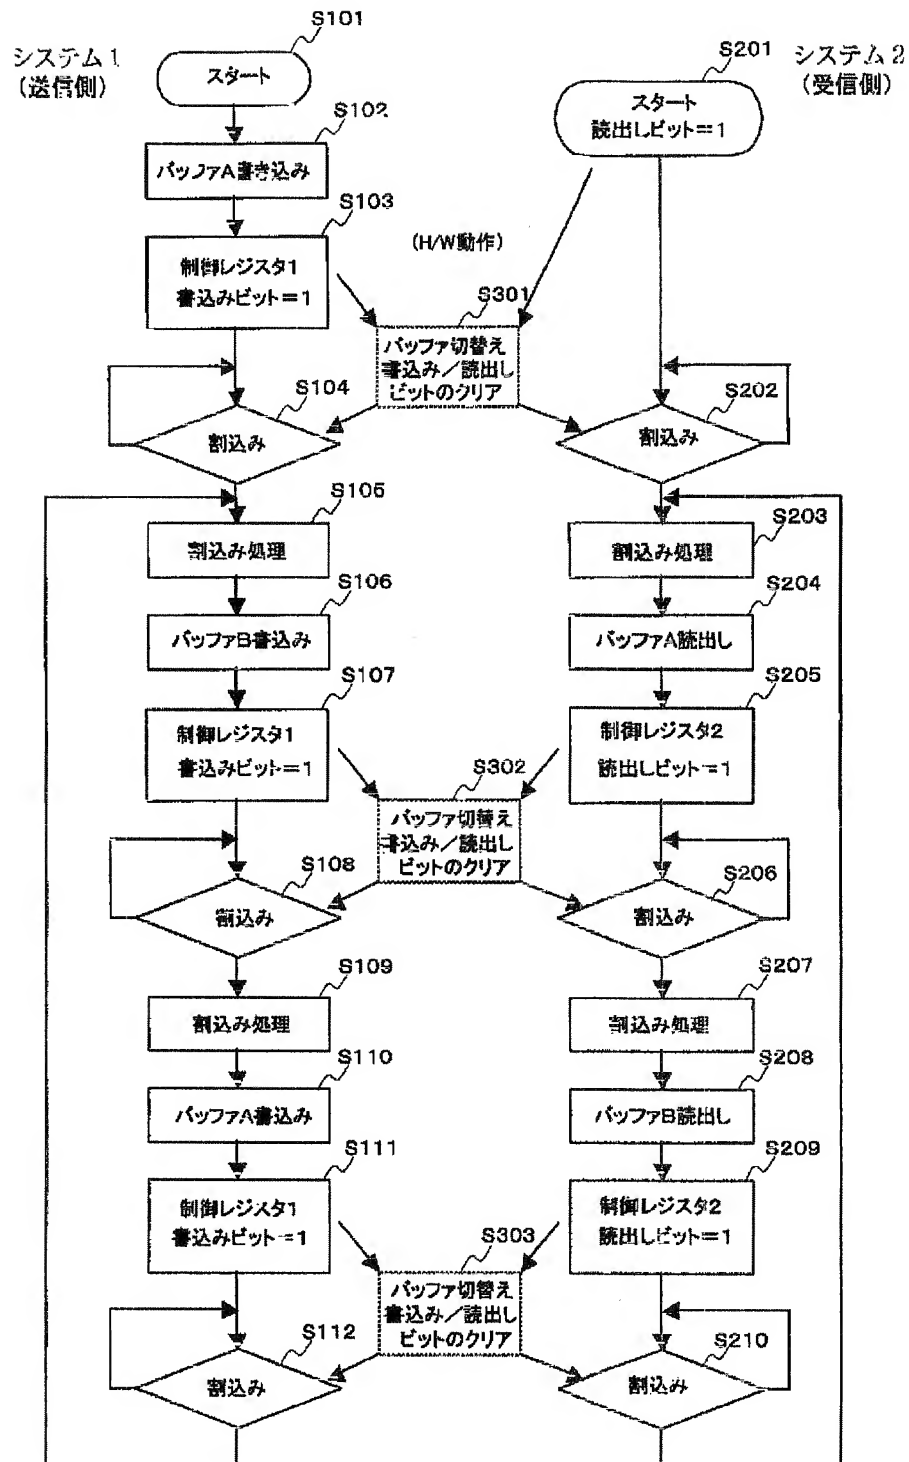 システム1
(送信側)
S101
スタート
S102
バッファA書き込み
S103
制御レジスタ1
書込みビット=1
S104
割込み
S105
割込み処理
S106
バッファB書込み
S107
制御レジスタ1
書込みビット=1
S108
割込み
S109
割込み処理
S110
バッファA書込み
S111
制御レジスタ1
書込みビット=1
S112
割込み
(H/W動作)
S301
バッファ切替え
書込み/読出し
ビットのクリア
S302
バッファ切替え
書込み/読出し
ビットのクリア
S303
バッファ切替え
書込み/読出し
ビットのクリア
システム2
(受信側)
S201
スタート
読出しビット=1
S202
割込み
S203
割込み処理
S204
バッファA読出し
S205
制御レジスタ2
読出しビット=1
S206
割込み
S207
割込み処理
S208
バッファB読出し
S209
制御レジスタ2
読出しビット=1
S210
割込み